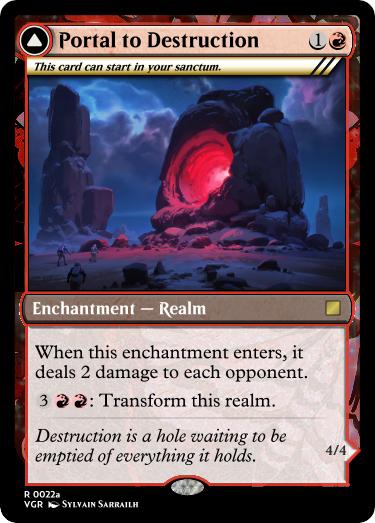 Portal to Destruction 1R
This card can start in your sanctum.
Enchantment — Realm
When this enchantment enters, it
deals 2 damage to each opponent.
3 RR: Transform this realm.
Destruction is a hole waiting to be
emptied of everything it holds.
4/4
R 0022a
VGR Sylvain Sarrailh